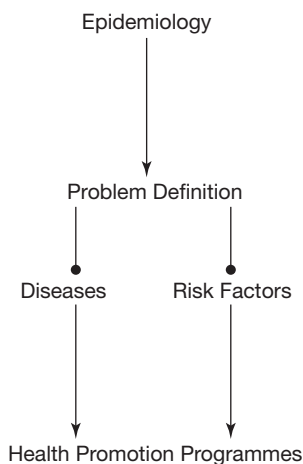 Epidemiology
Problem Definition
Diseases
Risk Factors
Health Promotion Programmes